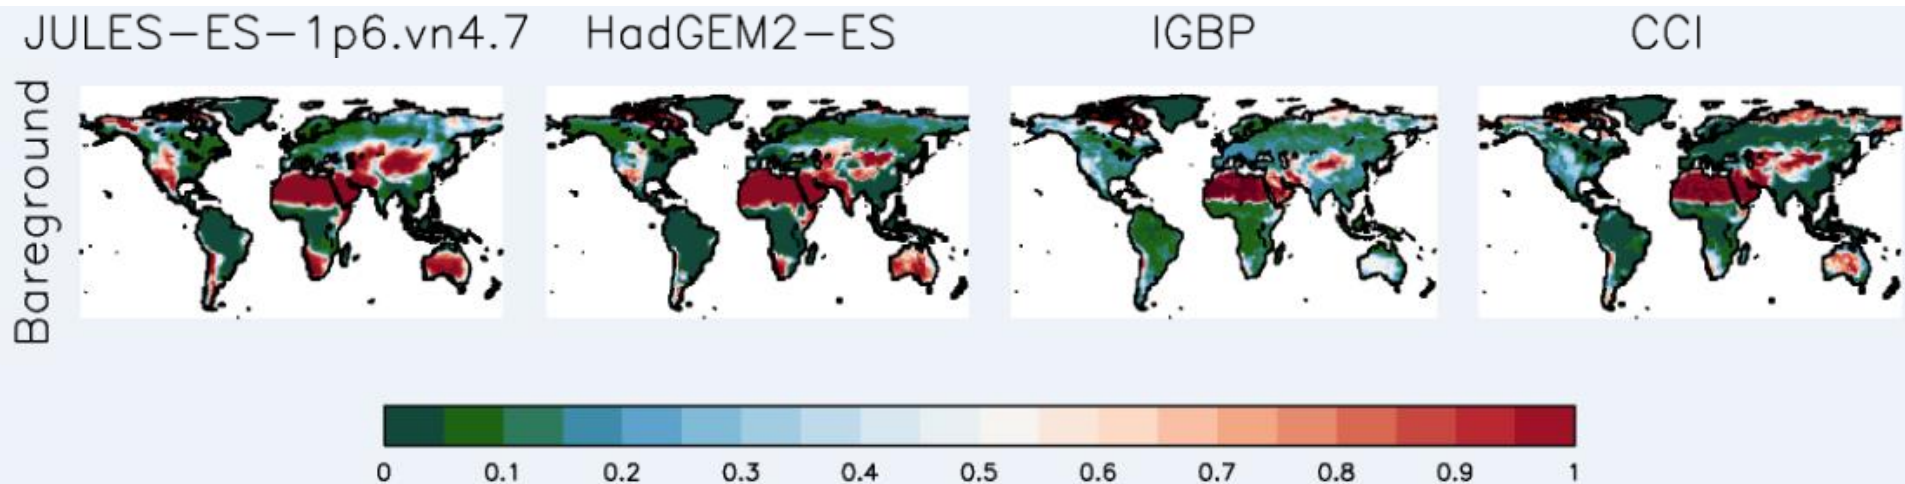 JULES-ES-1p6.vn4.7 HadGEM2-ES IGBP CCI
Bareground
0 0.1 0.2 0.3 0.4 0.5 0.6 0.7 0.8 0.9 1